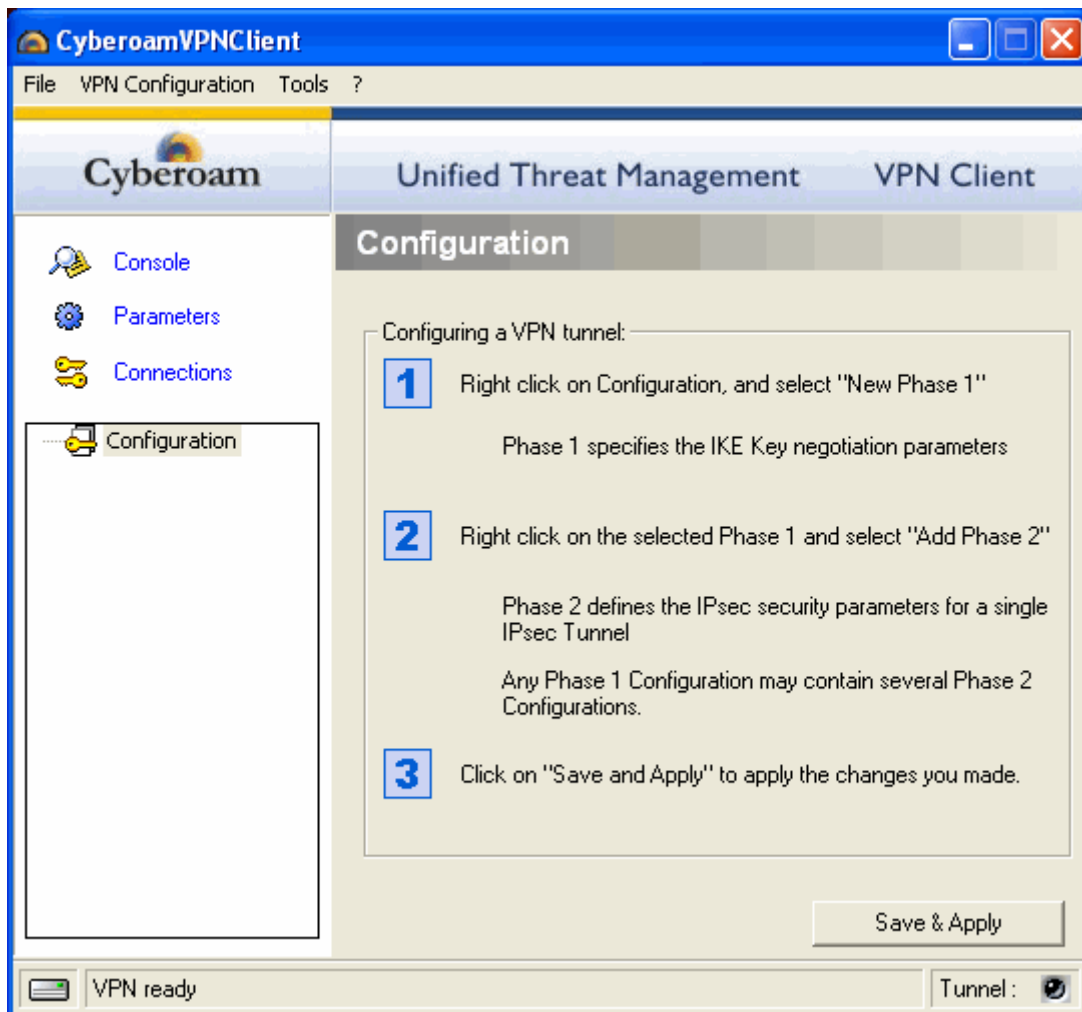 CyberoamVPNClient
File VPN Configuration Tools ?
Cyberoam
Unified Threat Management VPN Client
Console
Parameters
Connections
Configuration
Configuration
Configuring a VPN tunnel:
1 Right click on Configuration, and select "New Phase 1"
Phase 1 specifies the IKE Key negotiation parameters
2 Right click on the selected Phase 1 and select "Add Phase 2"
Phase 2 defines the IPsec security parameters for a single
IPsec Tunnel
Any Phase 1 Configuration may contain several Phase 2
Configurations.
3 Click on "Save and Apply" to apply the changes you made.
Save & Apply
VPN ready
Tunnel :